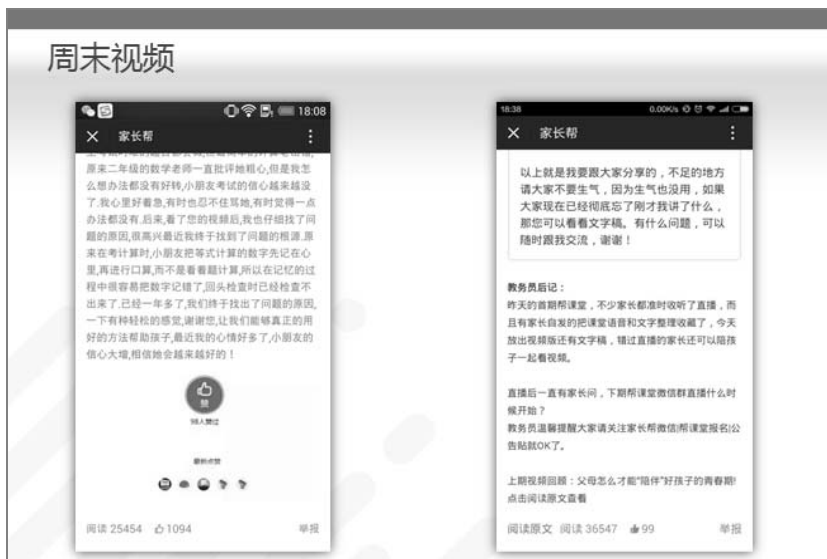 周末视频
18:08
家长帮
原来二年级的数学老师一直批评她粗心,但是我怎
么想办法都没有好转,小朋友考试的信心越来越没
了.我心里好着急,有时也忍不住骂她,有时觉得一点
办法都没有.后来,看了您的视频后,我也仔细找了问
题的原因,很高兴最近我终于找到了问题的根源.原
来在考计算时,小朋友把等式计算的数字先记在心
里,再进行口算,而不是看着题计算,所以在记忆的过
程中很容易把数字记错了,回头检查时已经检查不
出来了.已经一年多了,我们终于找出了问题的原因,
一下有种轻松的感觉,谢谢您,让我们能够真正的用
好的方法帮助孩子,最近我的心情好多了,小朋友的
信心大增,相信她会越来越好的！
赞
98人赞过
最新点赞
阅读 25454 1094 举报
18:38 0.00K/s
家长帮
以上就是我要跟大家分享的，不足的地方
请大家不要生气，因为生气也没用，如果
大家现在已经彻底忘了刚才我讲了什么，
那您可以看看文字稿。有什么问题，可以
随时跟我交流，谢谢！
教务员后记：
昨天的首期帮课堂，不少家长都准时收听了直播，而
且有家长自发的把课堂语音和文字整理收藏了，今天
放出视频版还有文字稿，错过直播的家长还可以陪孩
子一起看视频。
直播后一直有家长问，下期帮课堂微信群直播什么时
候开始？
教务员温馨提醒大家请关注家长帮微信|帮课堂报名|公
告贴就OK了。
上期视频回顾：父母怎么才能"陪伴"好孩子的青春期!
点击阅读原文查看
阅读原文 阅读 36547 99 举报